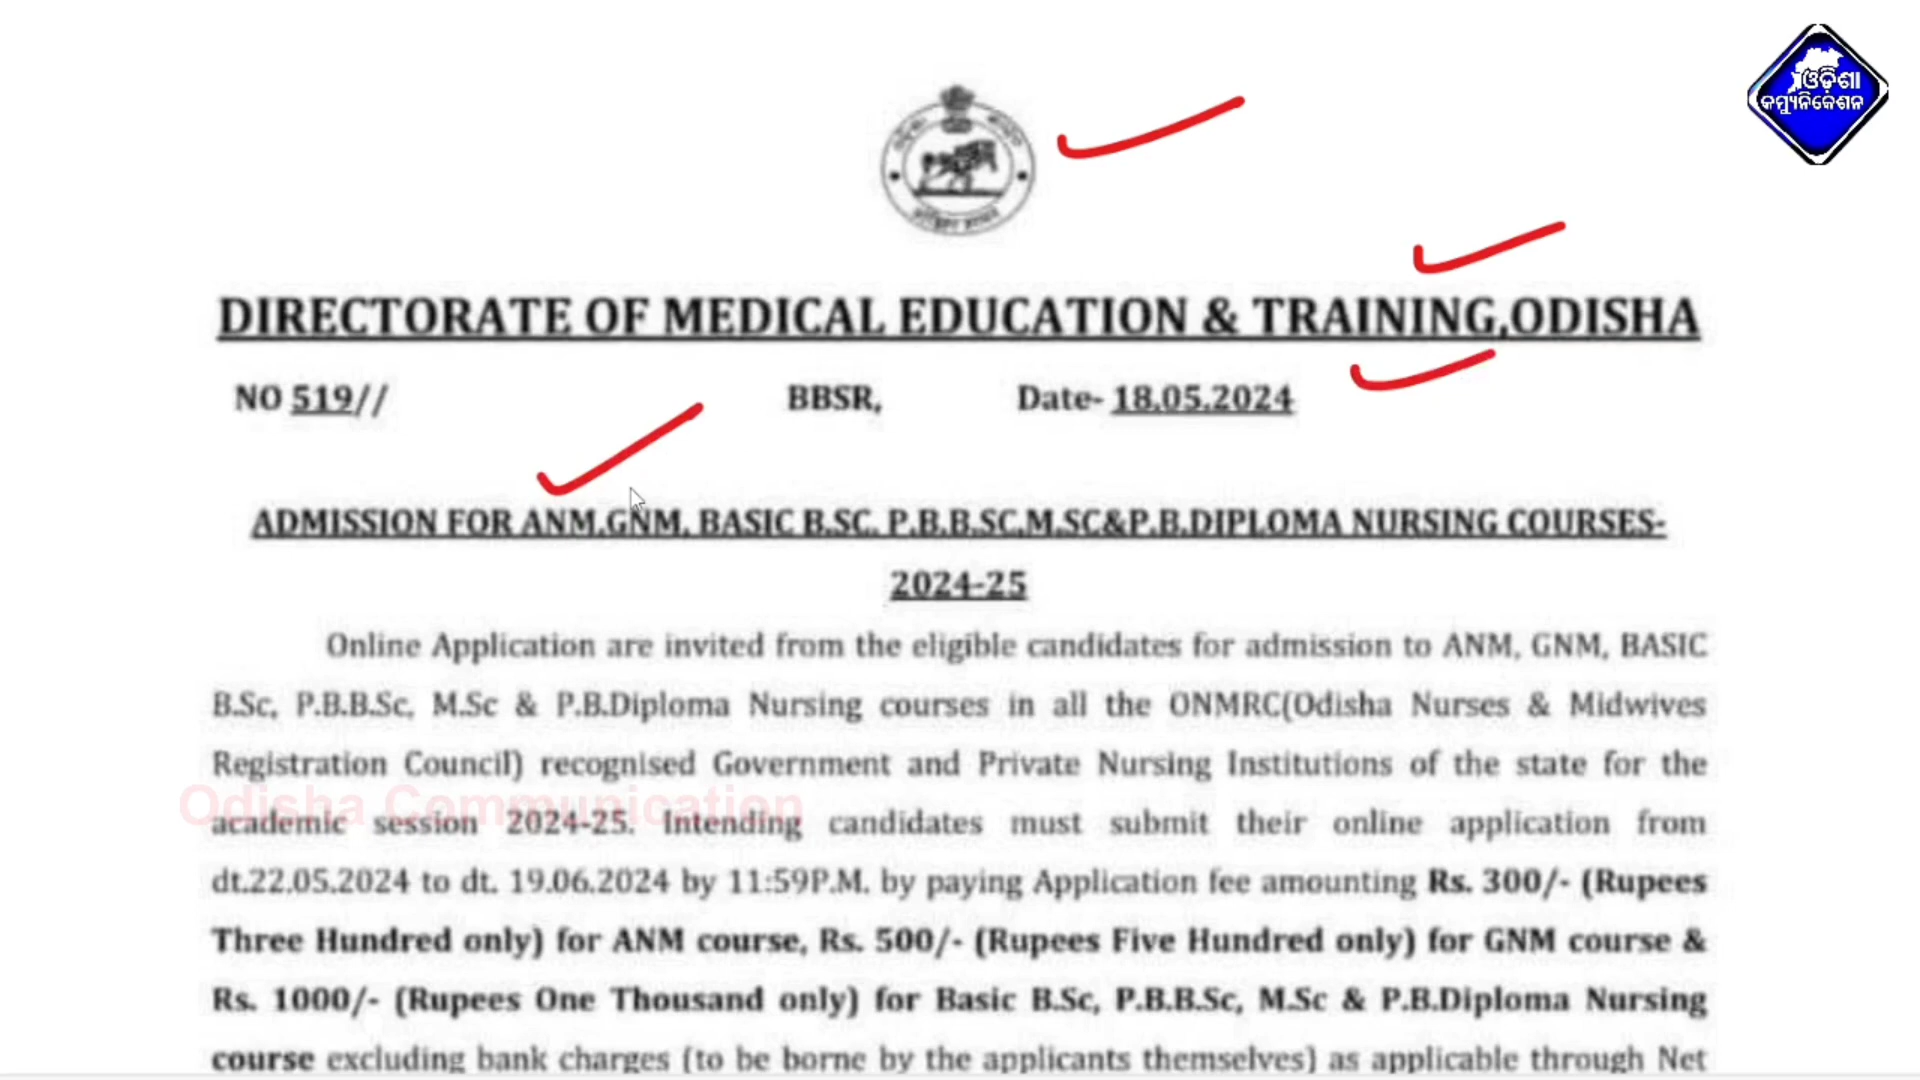 ଓଡ଼ିଶା
କମ୍ୟୁନିକେଶନ
DIRECTORATE OF MEDICAL EDUCATION & TRAINING,ODISHA
NO 519// BBSR, Date- 18.05.2024
ADMISSION FOR ANM,GNM, BASIC B.SC. P.B.B.SC,M.SC&P.B.DIPLOMA NURSING COURSES-
2024-25
Online Application are invited from the eligible candidates for admission to ANM, GNM, BASIC
B.Sc, P.B.B.Sc, M.Sc & P.B.Diploma Nursing courses in all the ONMRC(Odisha Nurses & Midwives
Registration Council) recognised Government and Private Nursing Institutions of the state for the
Odisha Communication
academic session 2024-25. Intending candidates must submit their online application from
dt.22.05.2024 to dt. 19.06.2024 by 11:59P.M. by paying Application fee amounting Rs. 300/- (Rupees
Three Hundred only) for ANM course, Rs. 500/- (Rupees Five Hundred only) for GNM course &
Rs. 1000/- (Rupees One Thousand only) for Basic B.Sc, P.B.B.Sc, M.Sc & P.B.Diploma Nursing
course excluding bank charges (to be borne by the applicants themselves) as applicable through Net